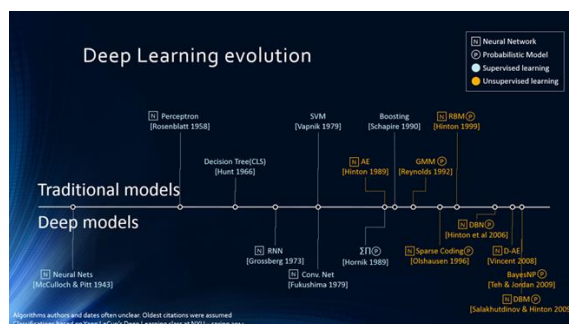 Deep Learning evolution
N Neural Network
P Probabilistic Model
Supervised learning
Unsupervised learning
N Perceptron
[Rosenblatt 1958]
SVM
[Vapnik 1979]
Boosting
[Schapire 1990]
N RBM P
[Hinton 1999]
Decision Tree(CLS)
[Hunt 1966]
N AE
[Hinton 1989]
GMM P
[Reynolds 1992]
Traditional models
Deep models
N DBN P
[Hinton et al 2006]
N RNN
[Grossberg 1973]
ΣΠ P
[Hornik 1989]
N Sparse Coding P
[Olshausen 1996]
N D-AE
[Vincent 2008]
N Neural Nets
[McCulloch & Pitt 1943]
N Conv. Net
[Fukushima 1979]
BayesNP P
[Teh & Jordan 2009]
N DBM P
[Salakhutdinov & Hinton 2009
Algorithms authors and dates often unclear. Oldest citations were assumed